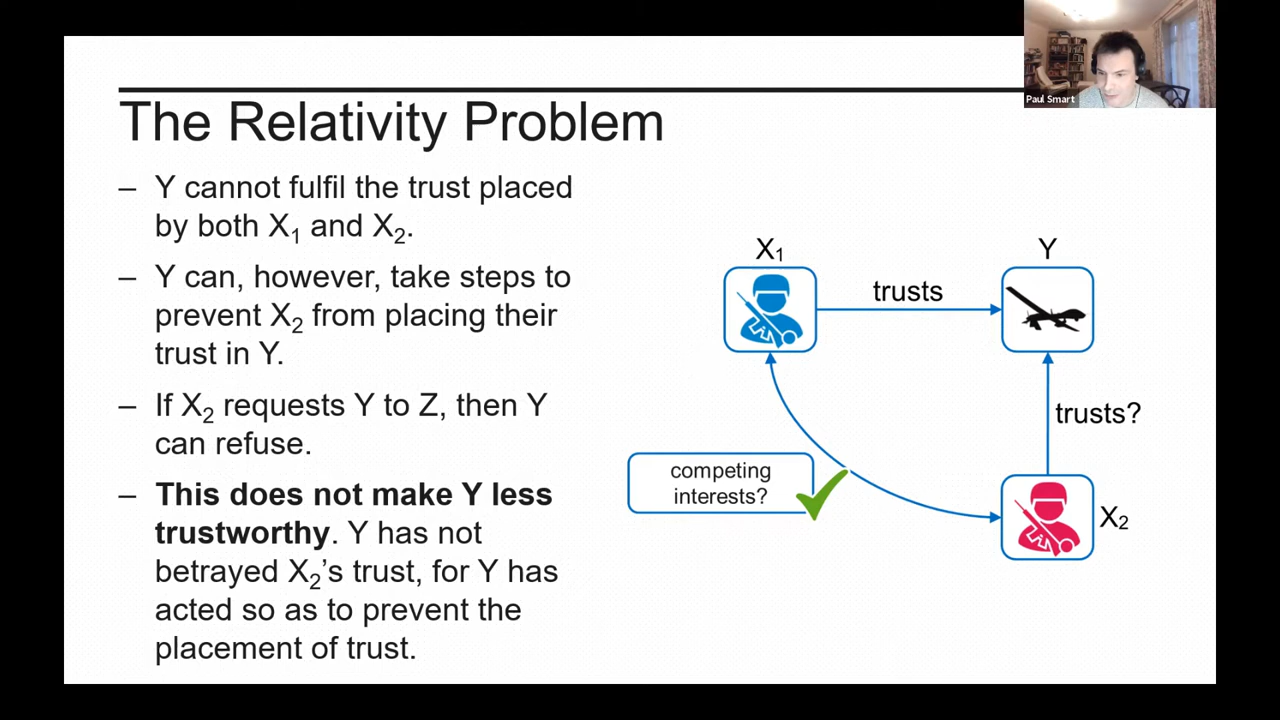 Paul Smart
The Relativity Problem
– Y cannot fulfil the trust placed
by both X₁ and X₂.
– Y can, however, take steps to
prevent X₂ from placing their
trust in Y.
– If X₂ requests Y to Z, then Y
can refuse.
– This does not make Y less
trustworthy. Y has not
betrayed X₂’s trust, for Y has
acted so as to prevent the
placement of trust.
X₁
Y
trusts
trusts?
competing
interests?
X₂